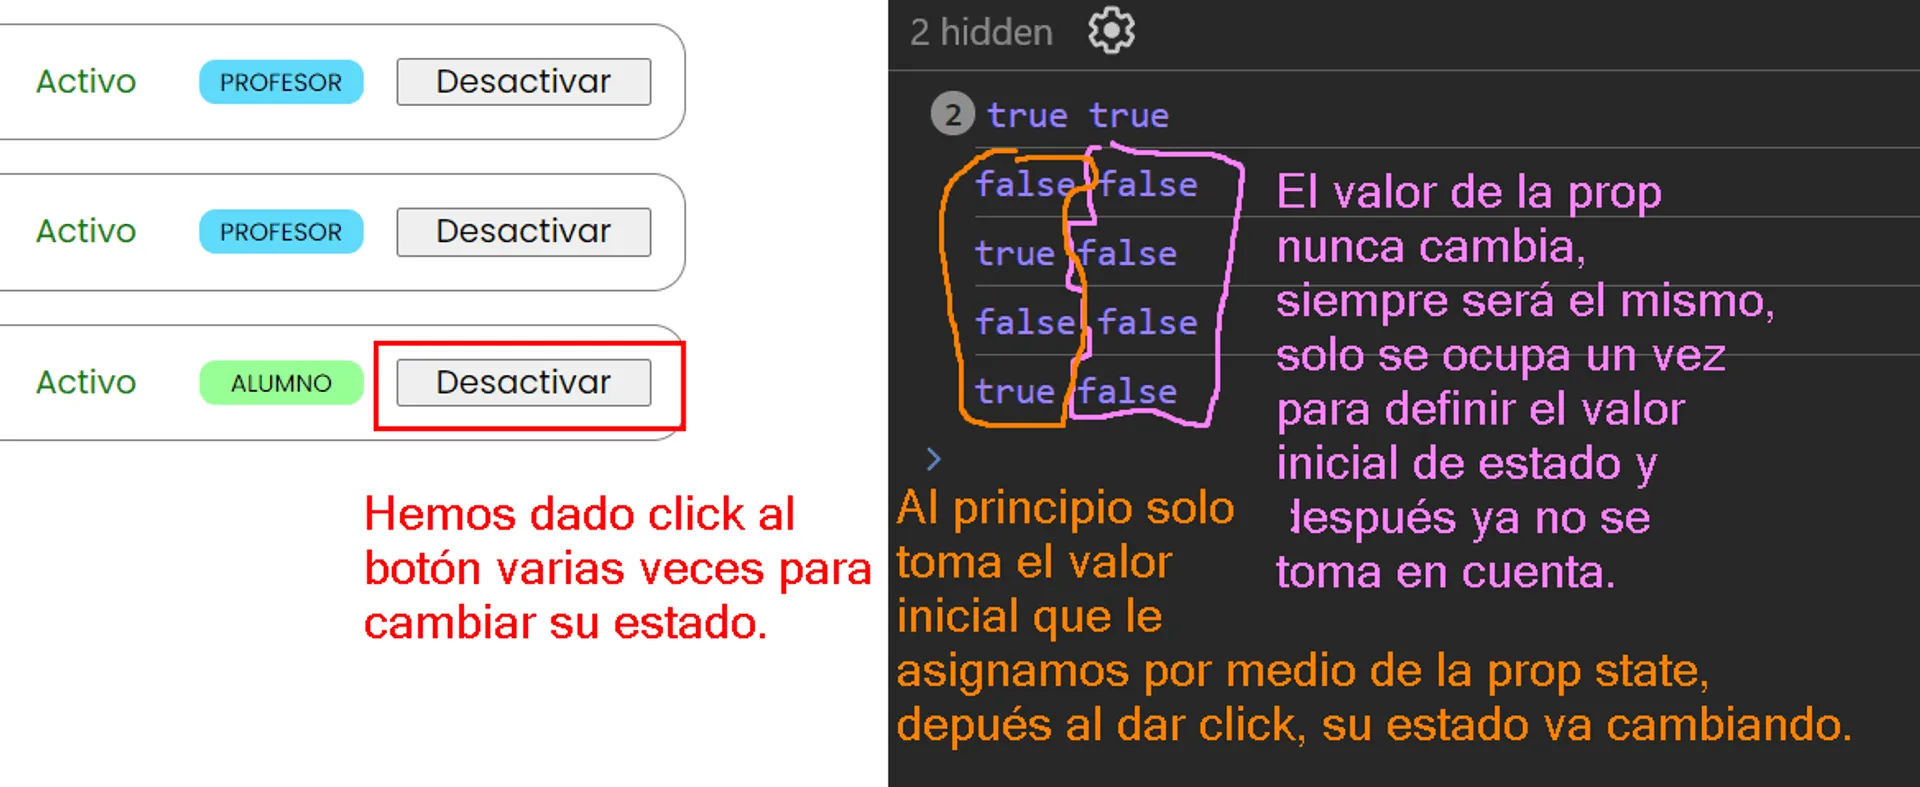 Activo PROFESOR Desactivar
Activo PROFESOR Desactivar
Activo ALUMNO Desactivar
Hemos dado click al
botón varias veces para
cambiar su estado.
2 hidden
2 true true
false false
true false
false false
true false
>
El valor de la prop
nunca cambia,
siempre será el mismo,
solo se ocupa un vez
para definir el valor
inicial de estado y
después ya no se
toma en cuenta.
Al principio solo
toma el valor
inicial que le
asignamos por medio de la prop state,
depués al dar click, su estado va cambiando.